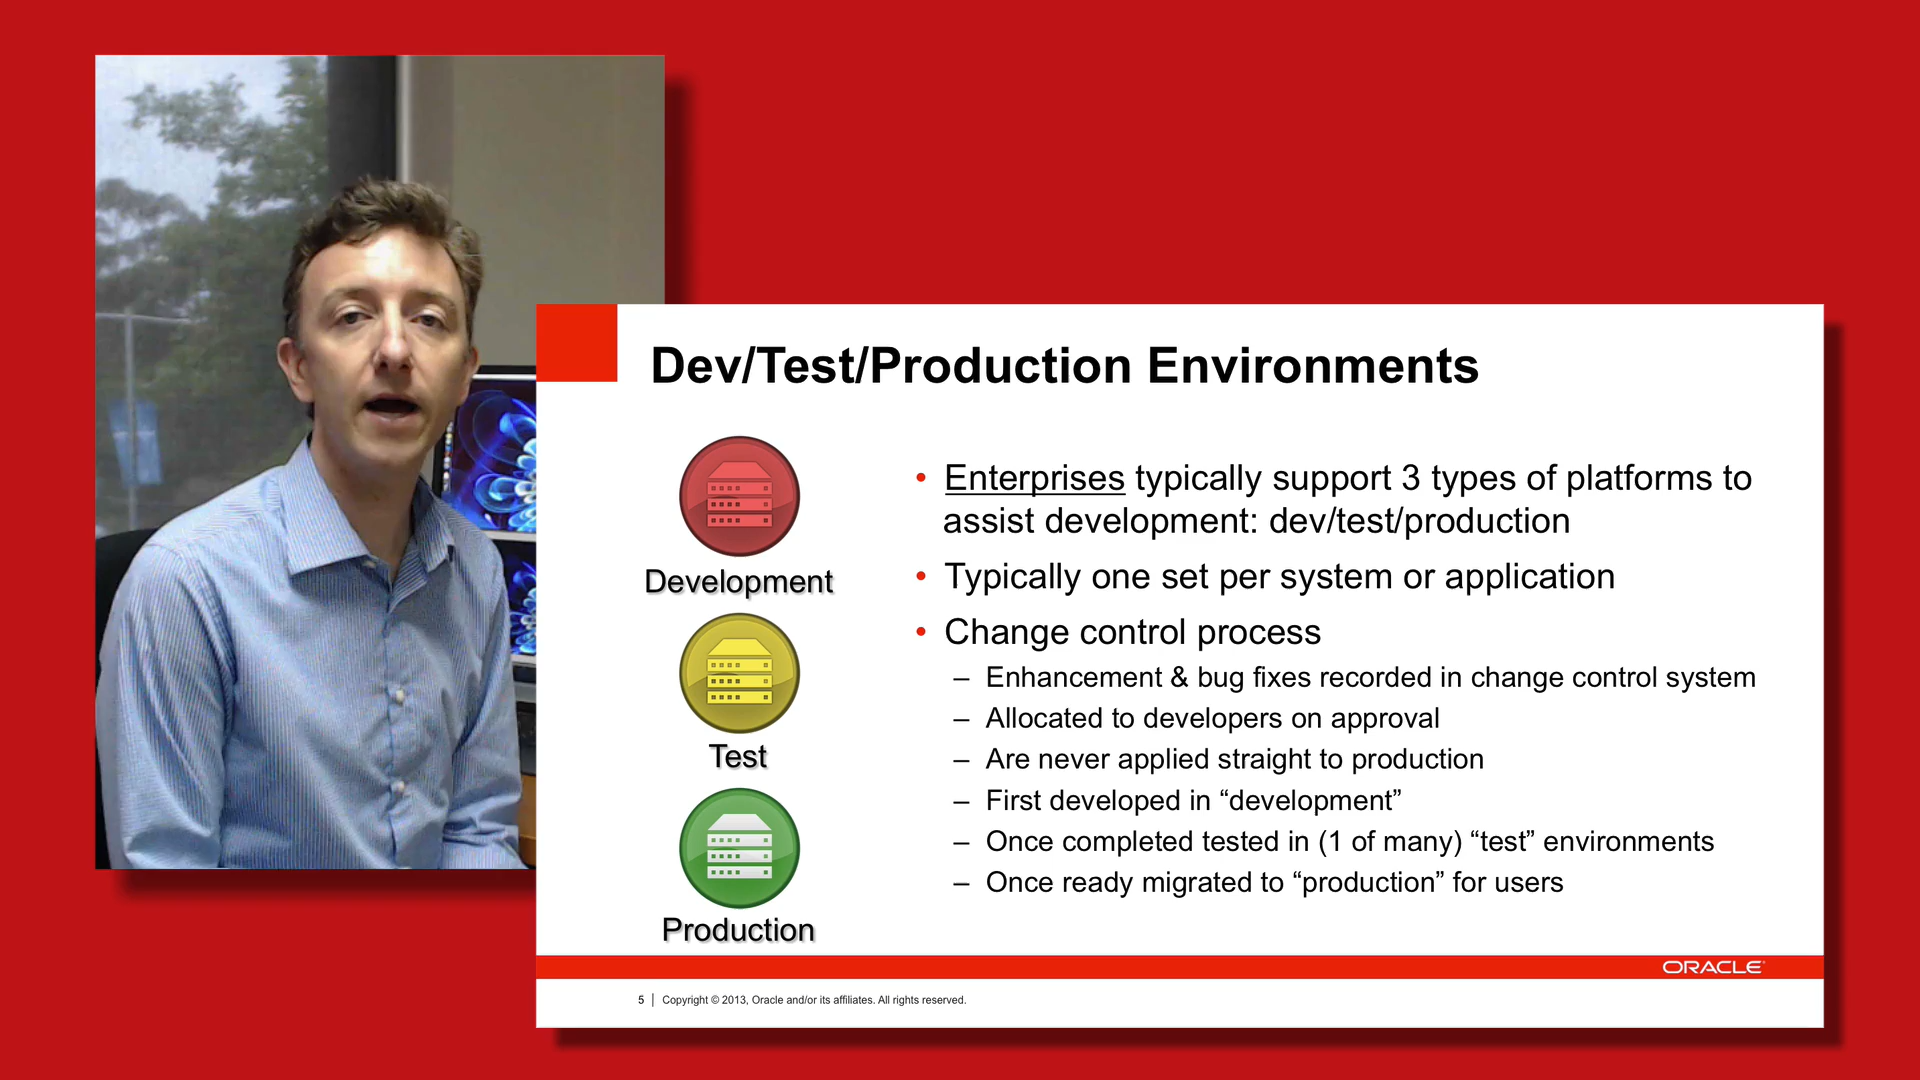 Dev/Test/Production Environments
Development
Test
Production
• Enterprises typically support 3 types of platforms to
assist development: dev/test/production
• Typically one set per system or application
• Change control process
– Enhancement & bug fixes recorded in change control system
– Allocated to developers on approval
– Are never applied straight to production
– First developed in “development”
– Once completed tested in (1 of many) “test” environments
– Once ready migrated to “production” for users
ORACLE
5 | Copyright © 2013, Oracle and/or its affiliates. All rights reserved.